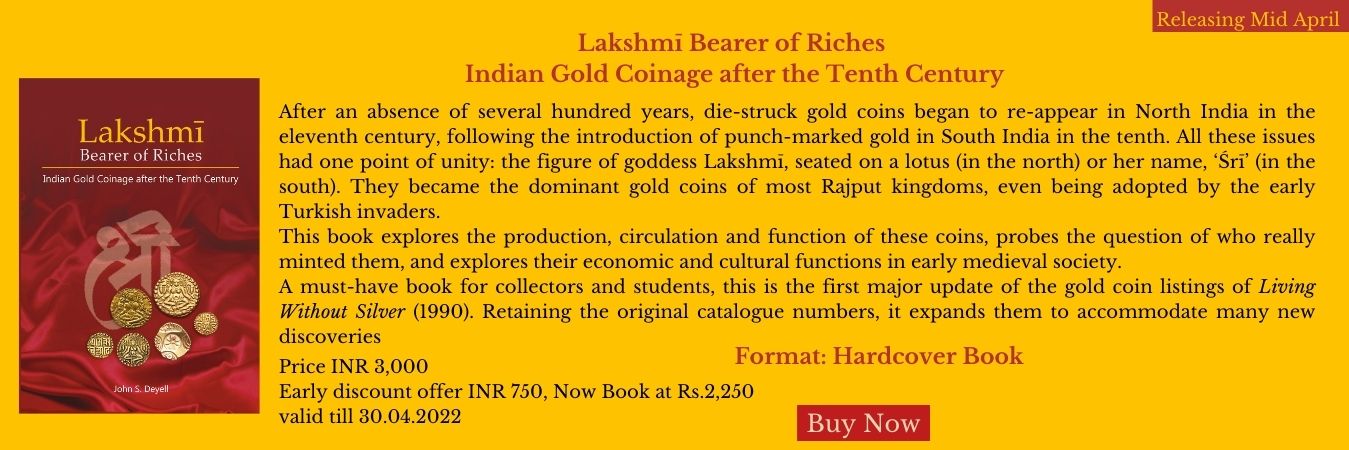 Releasing Mid April
Lakshmī Bearer of Riches
Indian Gold Coinage after the Tenth Century
Lakshmī
Bearer of Riches
Indian Gold Coinage after the Tenth Century
श्री
John S. Deyell
After an absence of several hundred years, die-struck gold coins began to re-appear in North India in the
eleventh century, following the introduction of punch-marked gold in South India in the tenth. All these issues
had one point of unity: the figure of goddess Lakshmī, seated on a lotus (in the north) or her name, ‘Śrī’ (in the
south). They became the dominant gold coins of most Rajput kingdoms, even being adopted by the early
Turkish invaders.
This book explores the production, circulation and function of these coins, probes the question of who really
minted them, and explores their economic and cultural functions in early medieval society.
A must-have book for collectors and students, this is the first major update of the gold coin listings of Living
Without Silver (1990). Retaining the original catalogue numbers, it expands them to accommodate many new
discoveries
Price INR 3,000
Early discount offer INR 750, Now Book at Rs.2,250
valid till 30.04.2022
Format: Hardcover Book
Buy Now